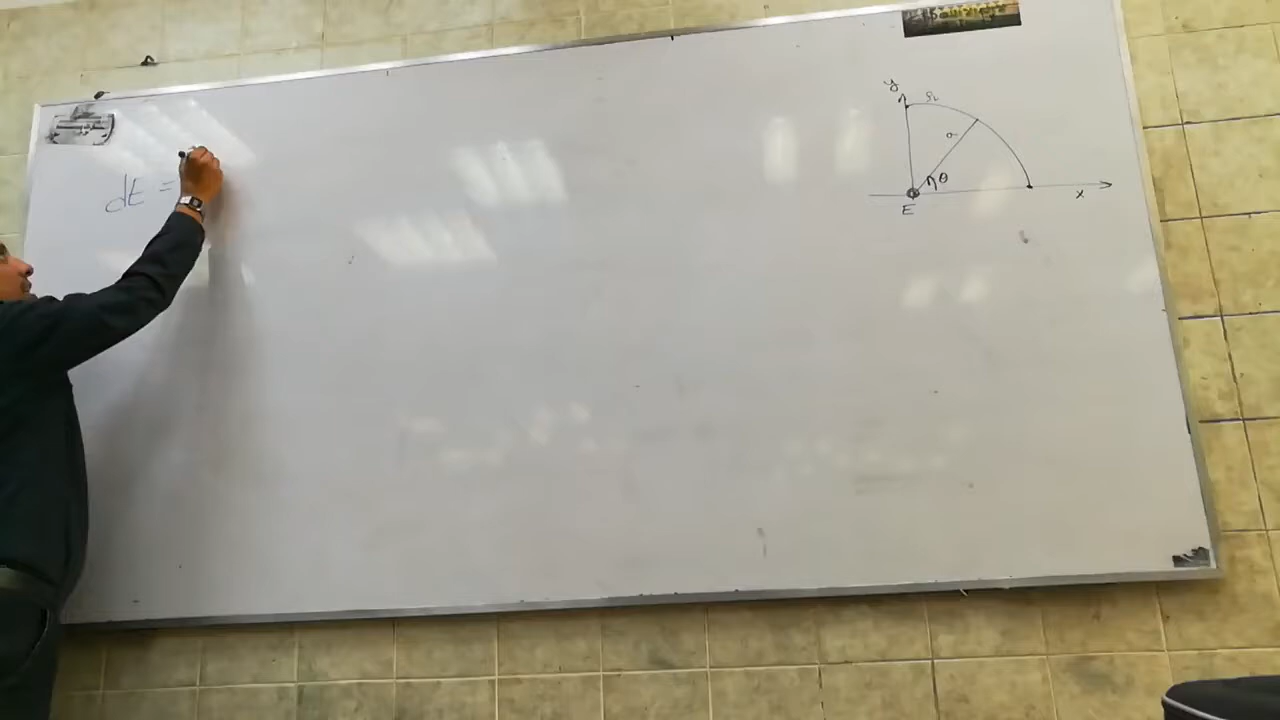 dE =
y
a
θ
E
x